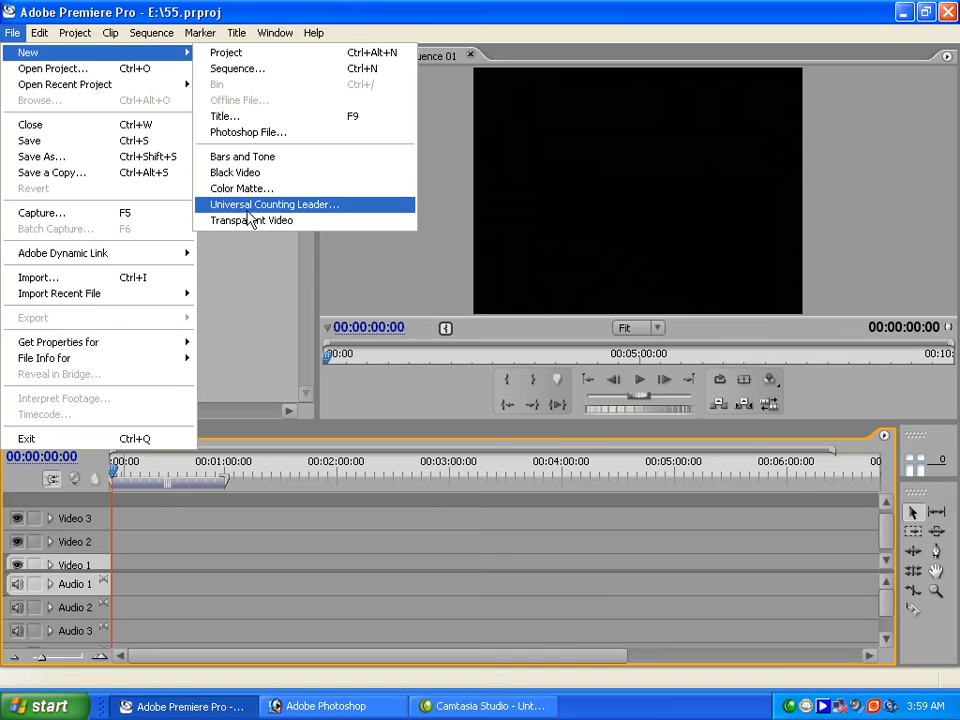 Adobe Premiere Pro - E:\55.prproj
File Edit Project Clip Sequence Marker Title Window Help
New
Open Project... Ctrl+O
Open Recent Project
Browse... Ctrl+Alt+O
Close Ctrl+W
Save Ctrl+S
Save As... Ctrl+Shift+S
Save a Copy... Ctrl+Alt+S
Revert
Capture... F5
Batch Capture... F6
Adobe Dynamic Link
Import... Ctrl+I
Import Recent File
Export
Get Properties for
File Info for
Reveal in Bridge...
Interpret Footage...
Timecode...
Exit Ctrl+Q
Project Ctrl+Alt+N
Sequence... Ctrl+N
Bin Ctrl+/
Offline File...
Title... F9
Photoshop File...
Bars and Tone
Black Video
Color Matte...
Universal Counting Leader...
Transparent Video
quence 01
00:00:00:00 Fit 00:00:00:00
00:00 00:05:00:00 00:10:
00:00:00:00
:00:00 00:01:00:00 00:02:00:00 00:03:00:00 00:04:00:00 00:05:00:00 00:06:00:00 00
0
Video 3
Video 2
Video 1
Audio 1
Audio 2
Audio 3
start Adobe Premiere Pro -... Adobe Photoshop Camtasia Studio - Unt... 3:59 AM